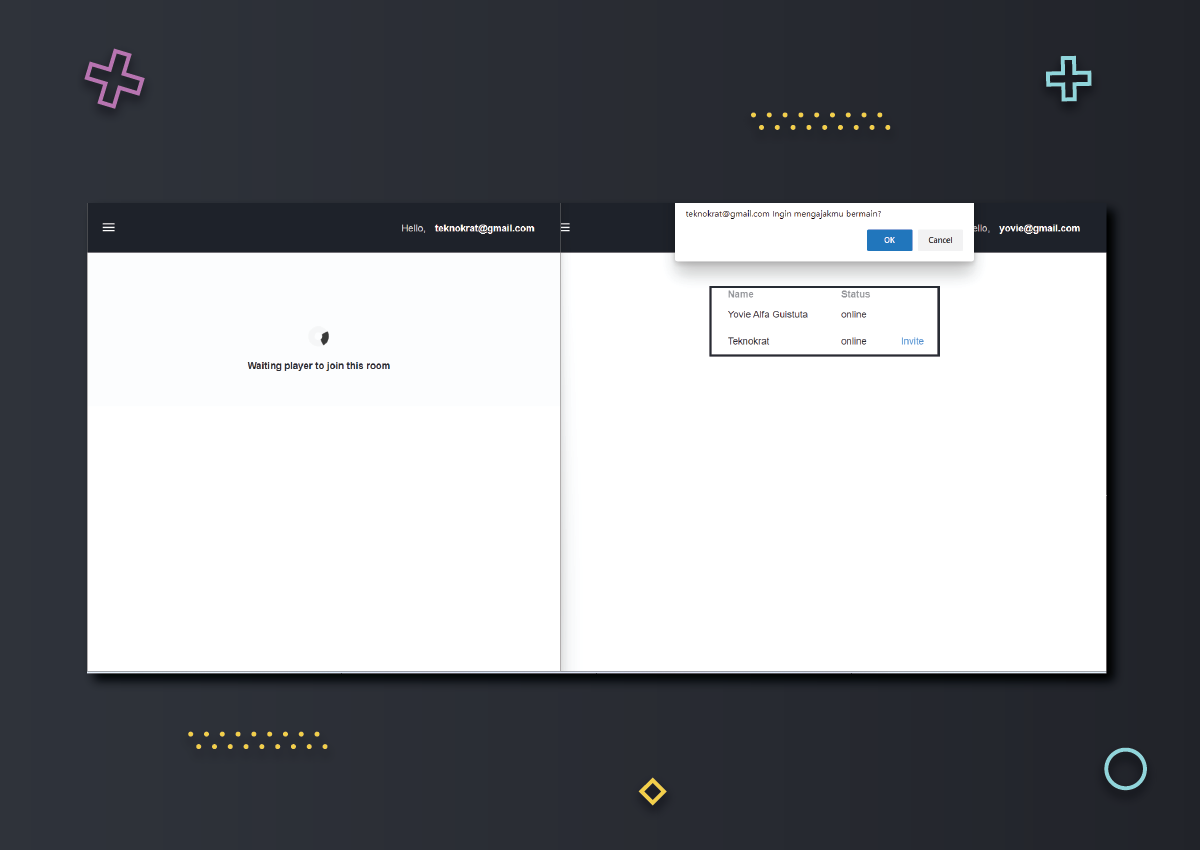 Hello, teknokrat@gmail.com
Waiting player to join this room
teknokrat@gmail.com Ingin mengajakmu bermain?
OK Cancel
ello, yovie@gmail.com
Name Status
Yovie Alfa Guistuta online
Teknokrat online Invite